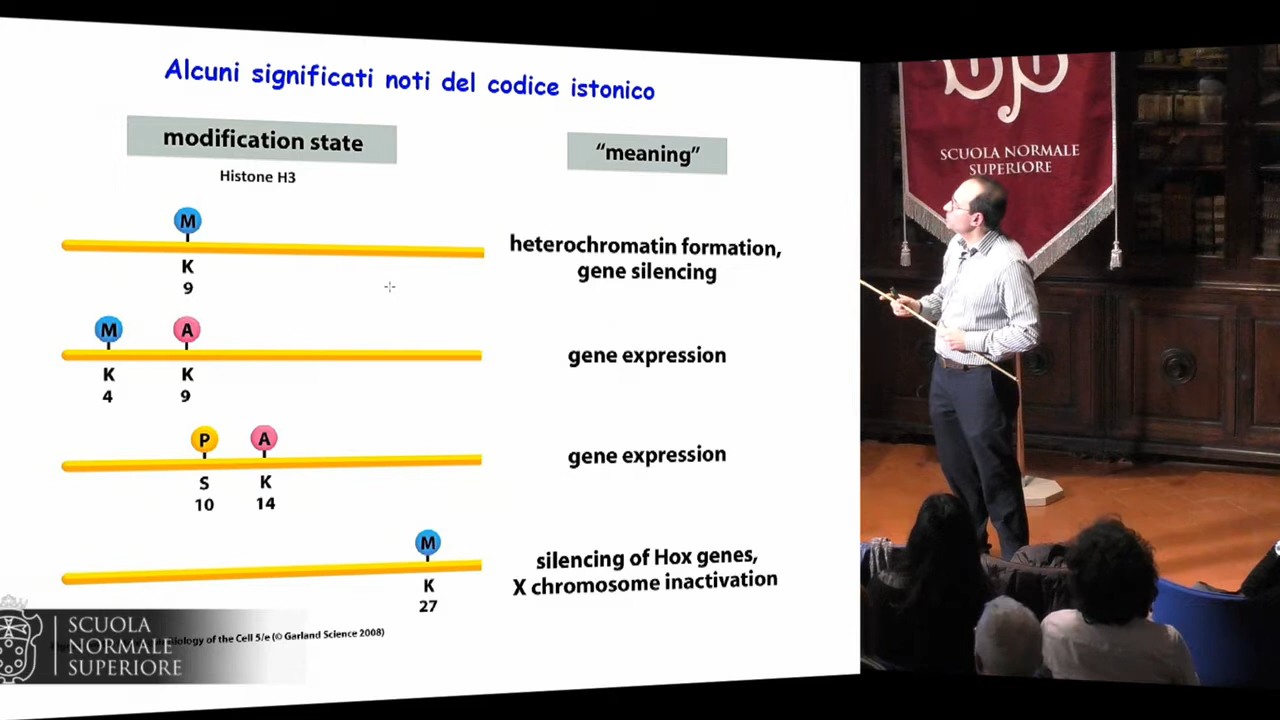 Alcuni significati noti del codice istonico
modification state
"meaning"
Histone H3
M
K
9
heterochromatin formation,
gene silencing
M A
K K
4 9
gene expression
P A
S K
10 14
gene expression
M
K
27
silencing of Hox genes,
X chromosome inactivation
Biology of the Cell 5/e (© Garland Science 2008)
SCUOLA
NORMALE
SUPERIORE
SCUOLA NORMALE
SUPERIORE